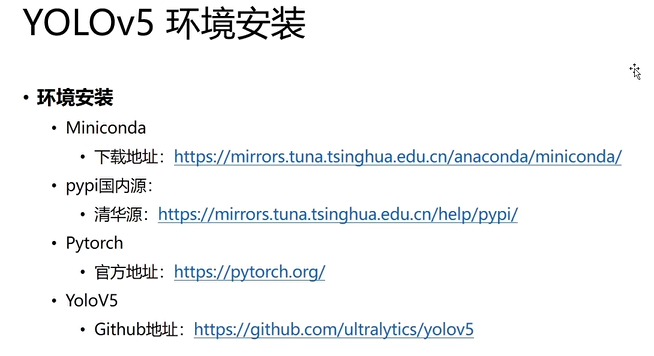 YOLOv5 环境安装
• 环境安装
• Miniconda
• 下载地址：https://mirrors.tuna.tsinghua.edu.cn/anaconda/miniconda/
• pypi国内源：
• 清华源：https://mirrors.tuna.tsinghua.edu.cn/help/pypi/
• Pytorch
• 官方地址：https://pytorch.org/
• YoloV5
• Github地址：https://github.com/ultralytics/yolov5